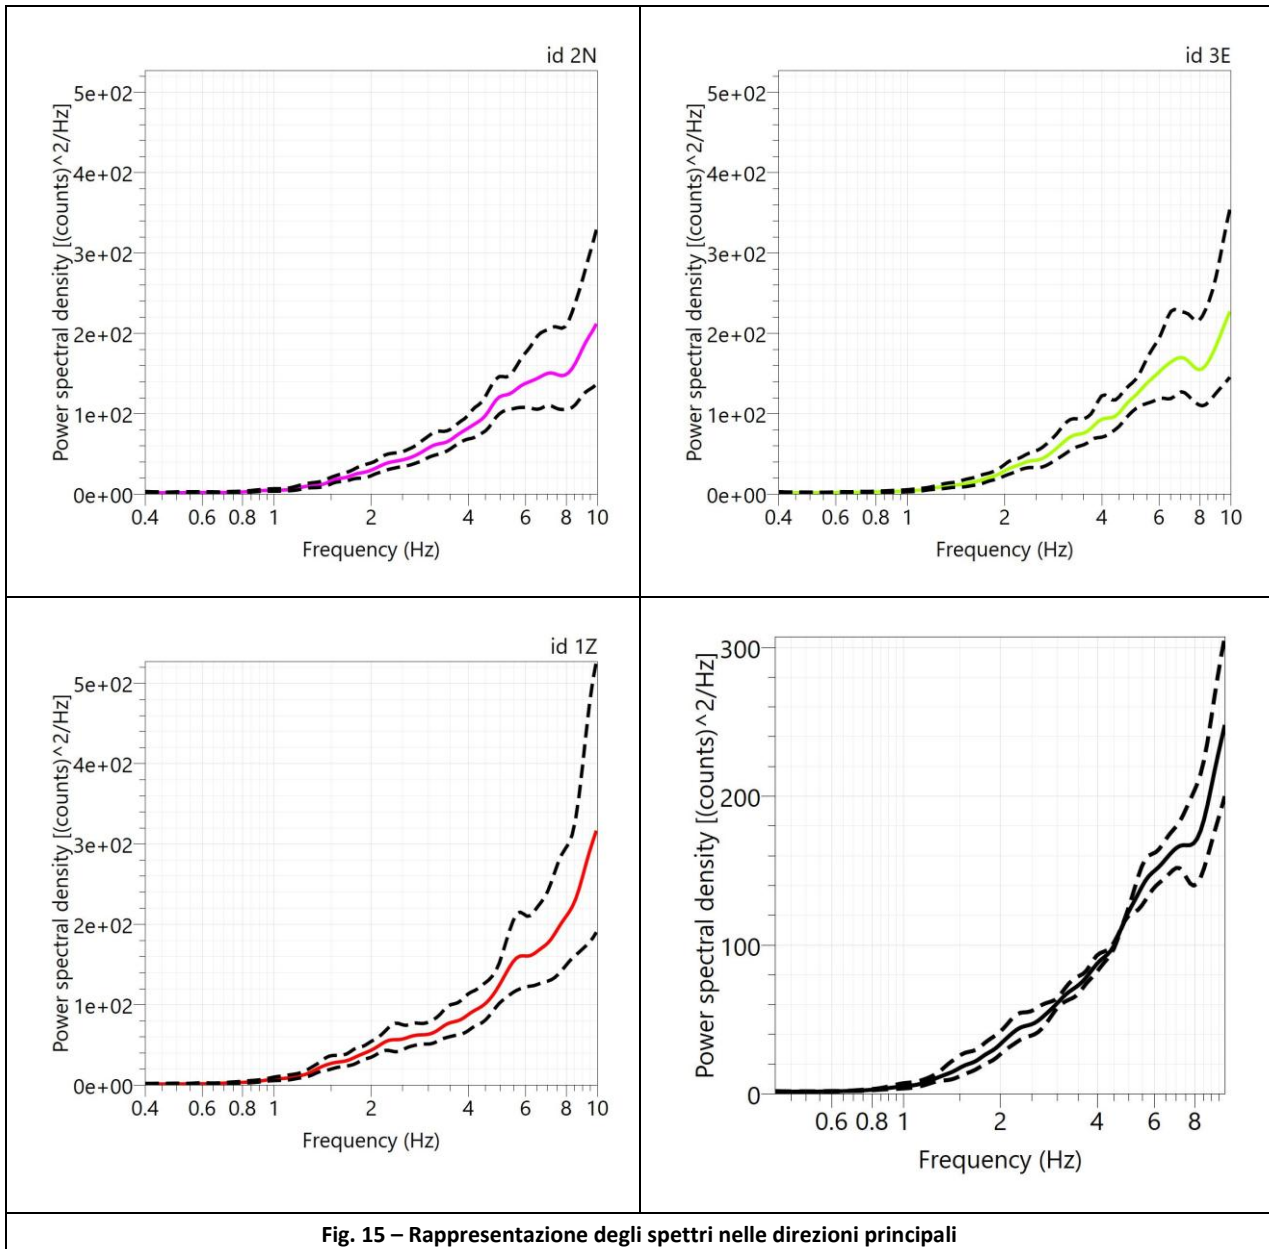 id 2N
Power spectral density [(counts)^2/Hz]
5e+02
4e+02
3e+02
2e+02
1e+02
0e+00
0.4 0.6 0.8 1 2 4 6 8 10
Frequency (Hz)
id 3E
Power spectral density [(counts)^2/Hz]
5e+02
4e+02
3e+02
2e+02
1e+02
0e+00
0.4 0.6 0.8 1 2 4 6 8 10
Frequency (Hz)
id 1Z
Power spectral density [(counts)^2/Hz]
5e+02
4e+02
3e+02
2e+02
1e+02
0e+00
0.4 0.6 0.8 1 2 4 6 8 10
Frequency (Hz)
Power spectral density [(counts)^2/Hz]
300
200
100
0
0.6 0.8 1 2 4 6 8
Frequency (Hz)
Fig. 15 – Rappresentazione degli spettri nelle direzioni principali